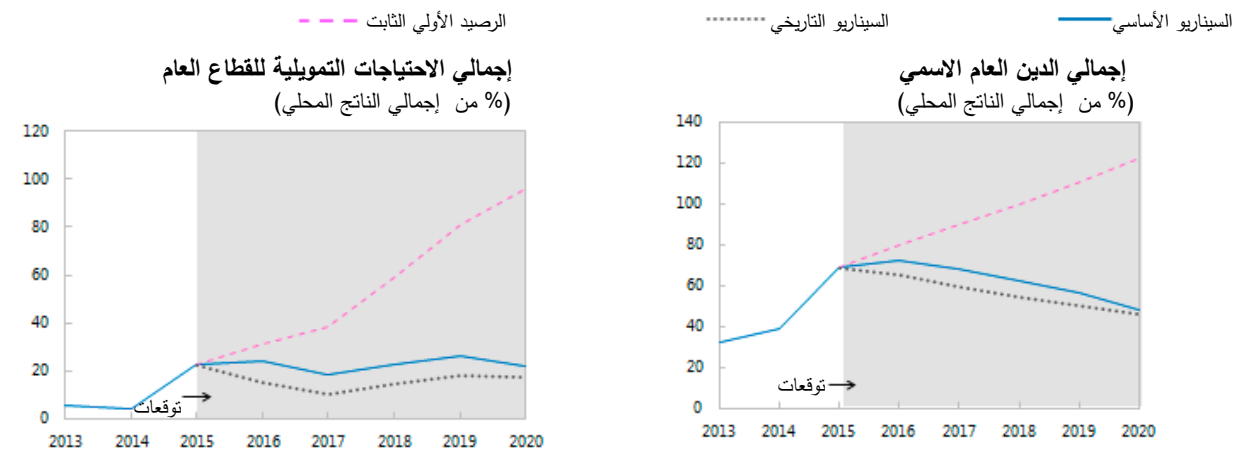 السيناريو الأساسي
السيناريو التاريخي
الرصيد الأولي الثابت
إجمالي الدين العام الاسمي
(% من إجمالي الناتج المحلي)
140
120
100
80
60
40
20
0
توقعات
2013 2014 2015 2016 2017 2018 2019 2020
إجمالي الاحتياجات التمويلية للقطاع العام
(% من إجمالي الناتج المحلي)
120
100
80
60
40
20
0
توقعات
2013 2014 2015 2016 2017 2018 2019 2020